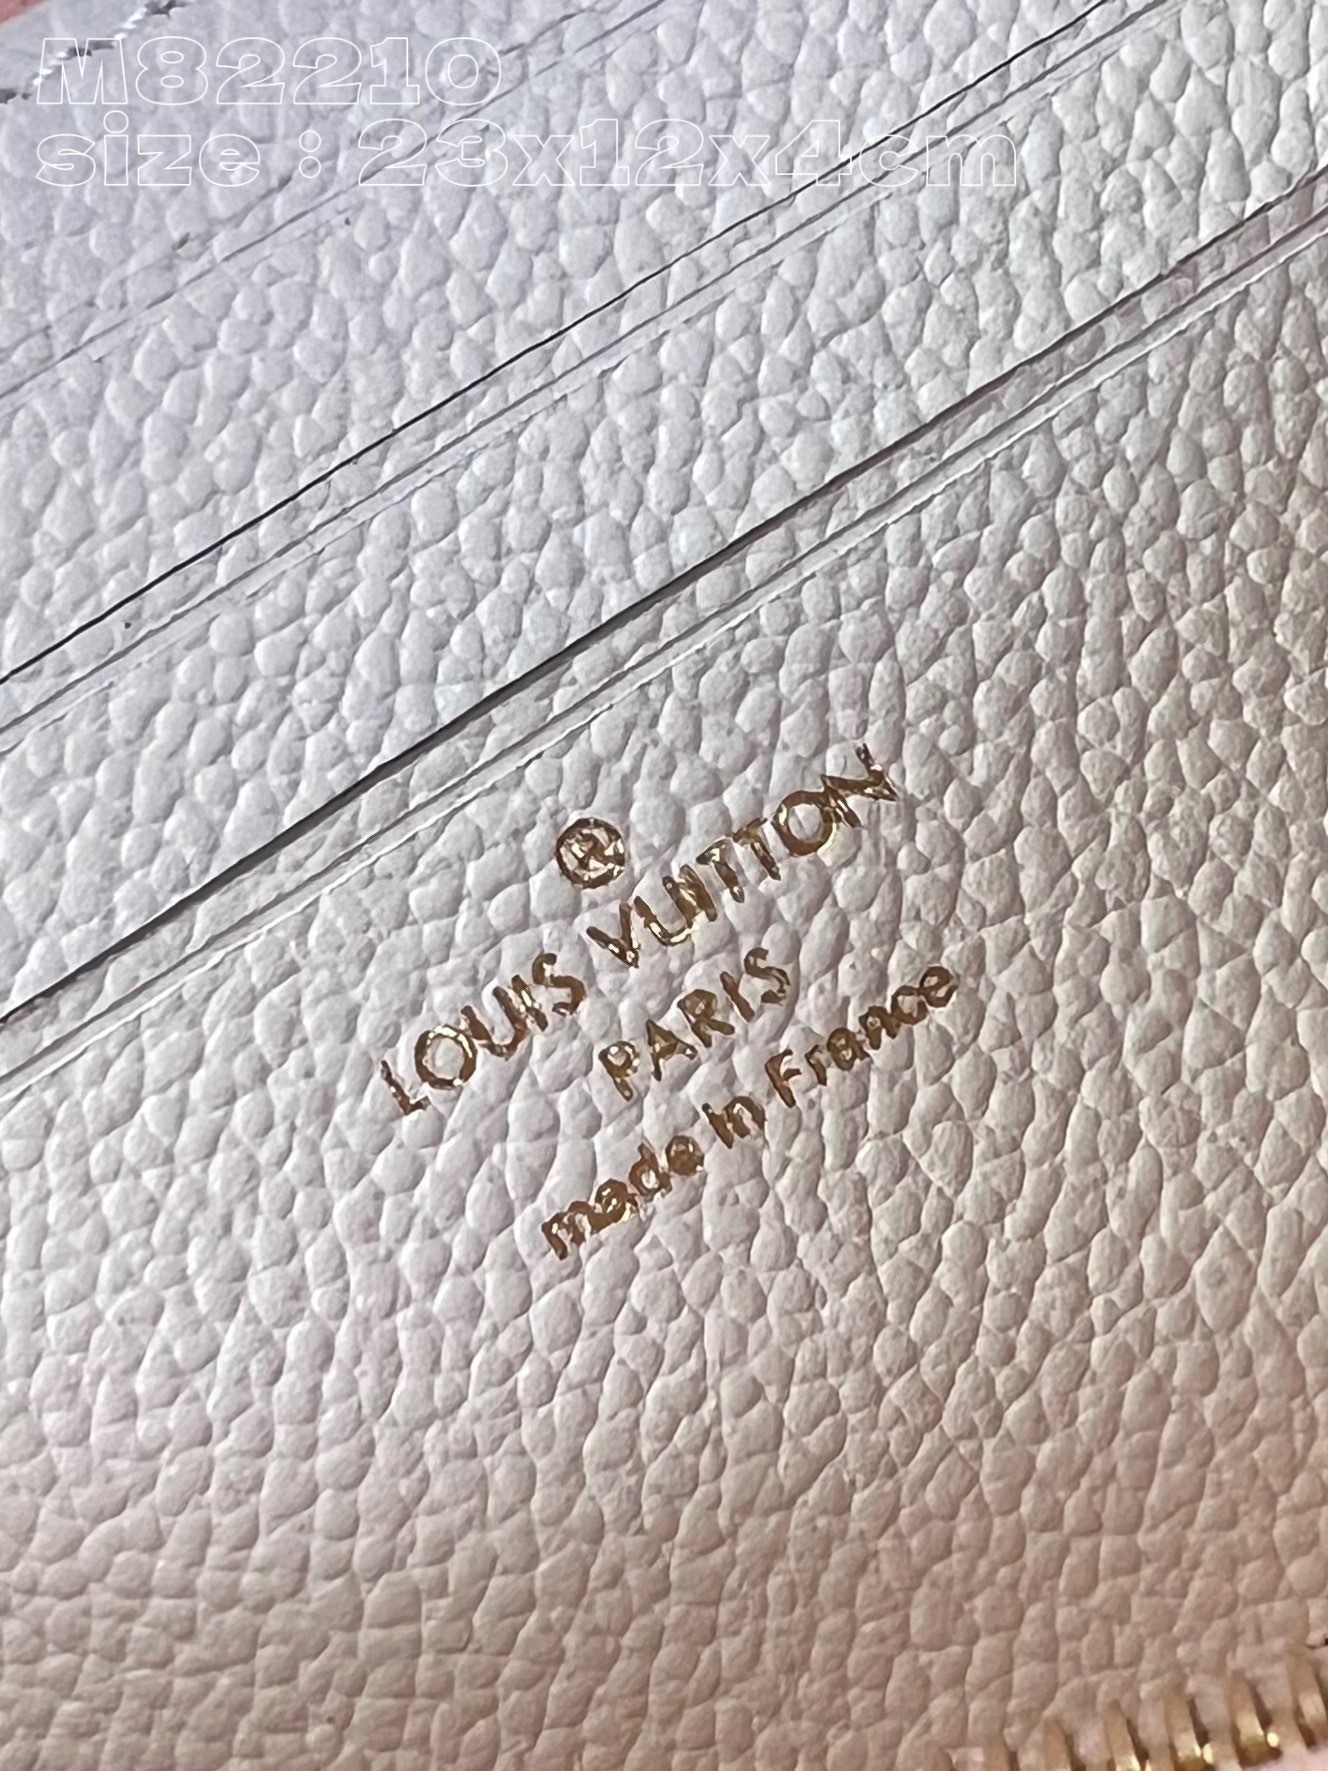 M82210
size : 23x12x4cm
®
LOUIS VUITTON
PARIS
made in France